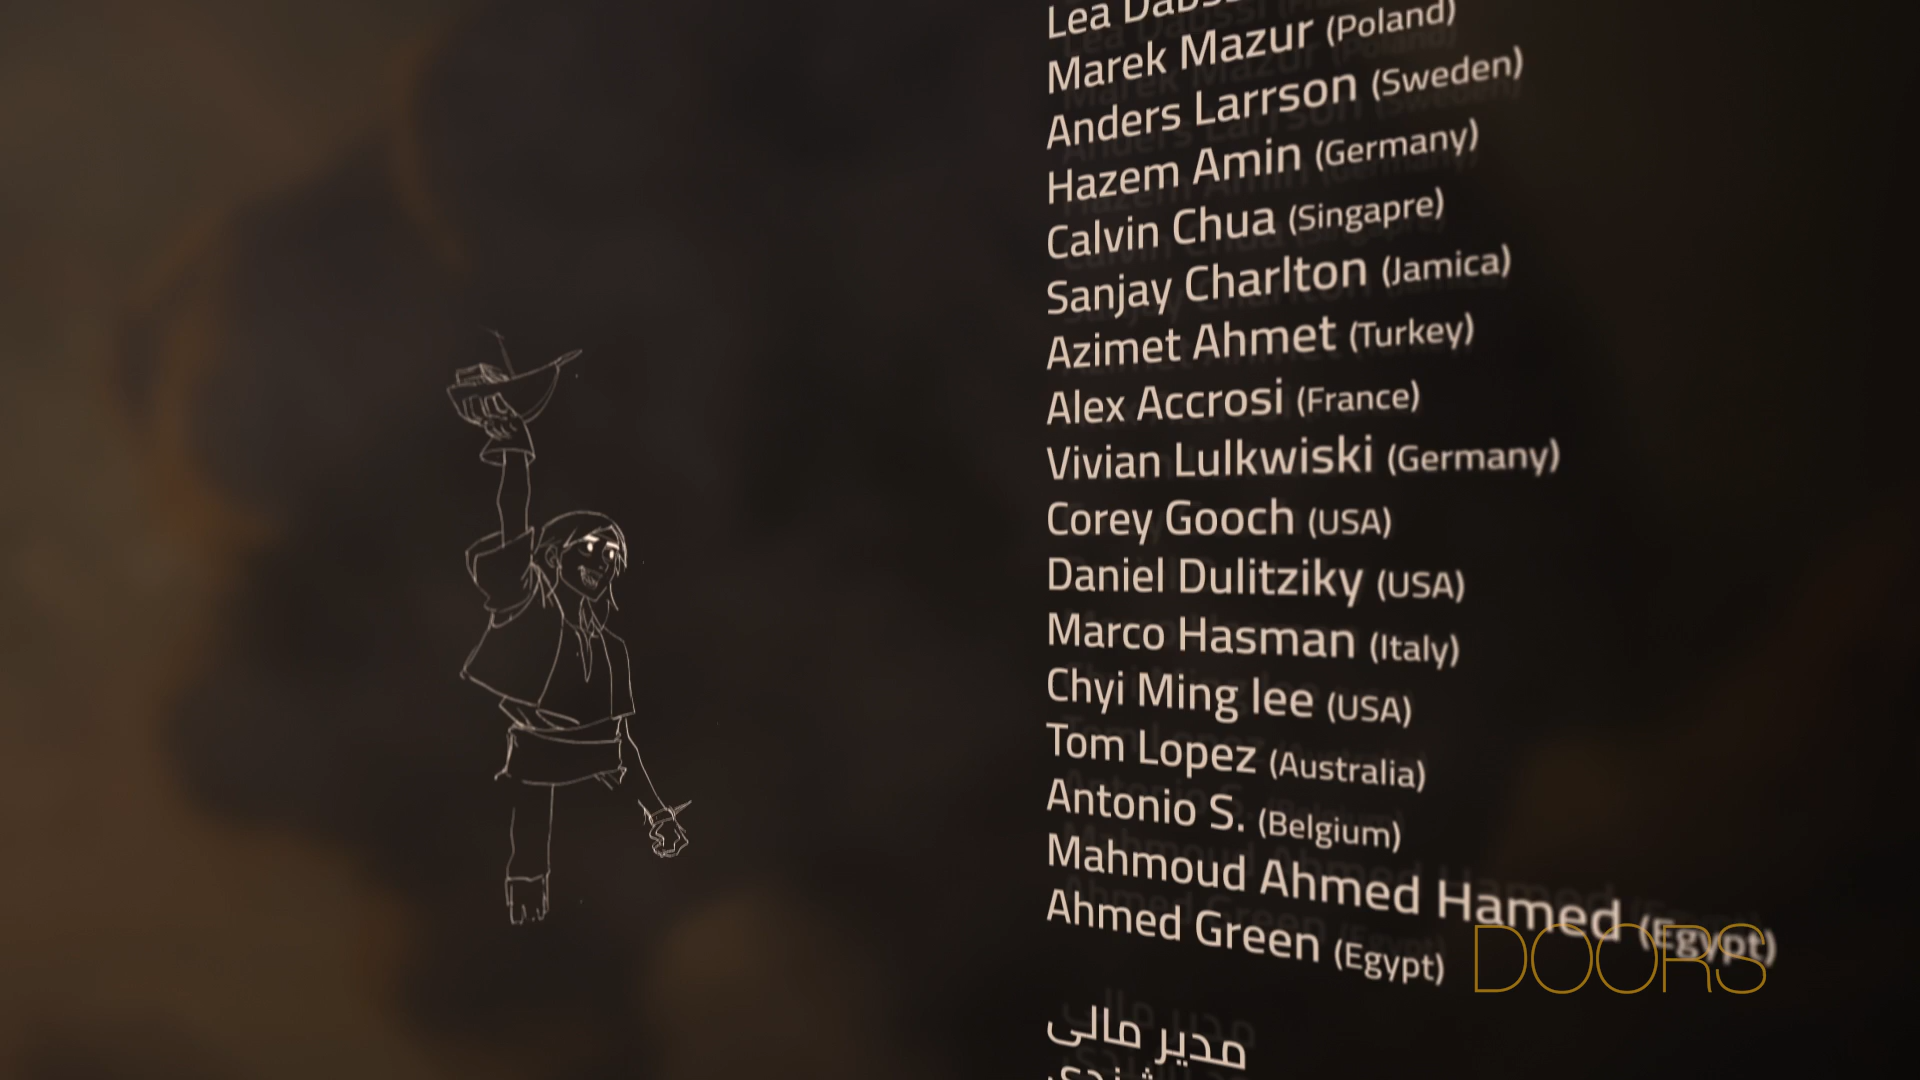 Lea
Marek Mazur (Poland)
Anders Larrson (Sweden)
Hazem Amin (Germany)
Calvin Chua (Singapre)
Sanjay Charlton (Jamica)
Azimet Ahmet (Turkey)
Alex Accrosi (France)
Vivian Lulkwiski (Germany)
Corey Gooch (USA)
Daniel Dulitziky (USA)
Marco Hasman (Italy)
Chyi Ming lee (USA)
Tom Lopez (Australia)
Antonio S. (Belgium)
Mahmoud Ahmed Hamed (Egypt)
Ahmed Green (Egypt)
DOORS
مدير مالى